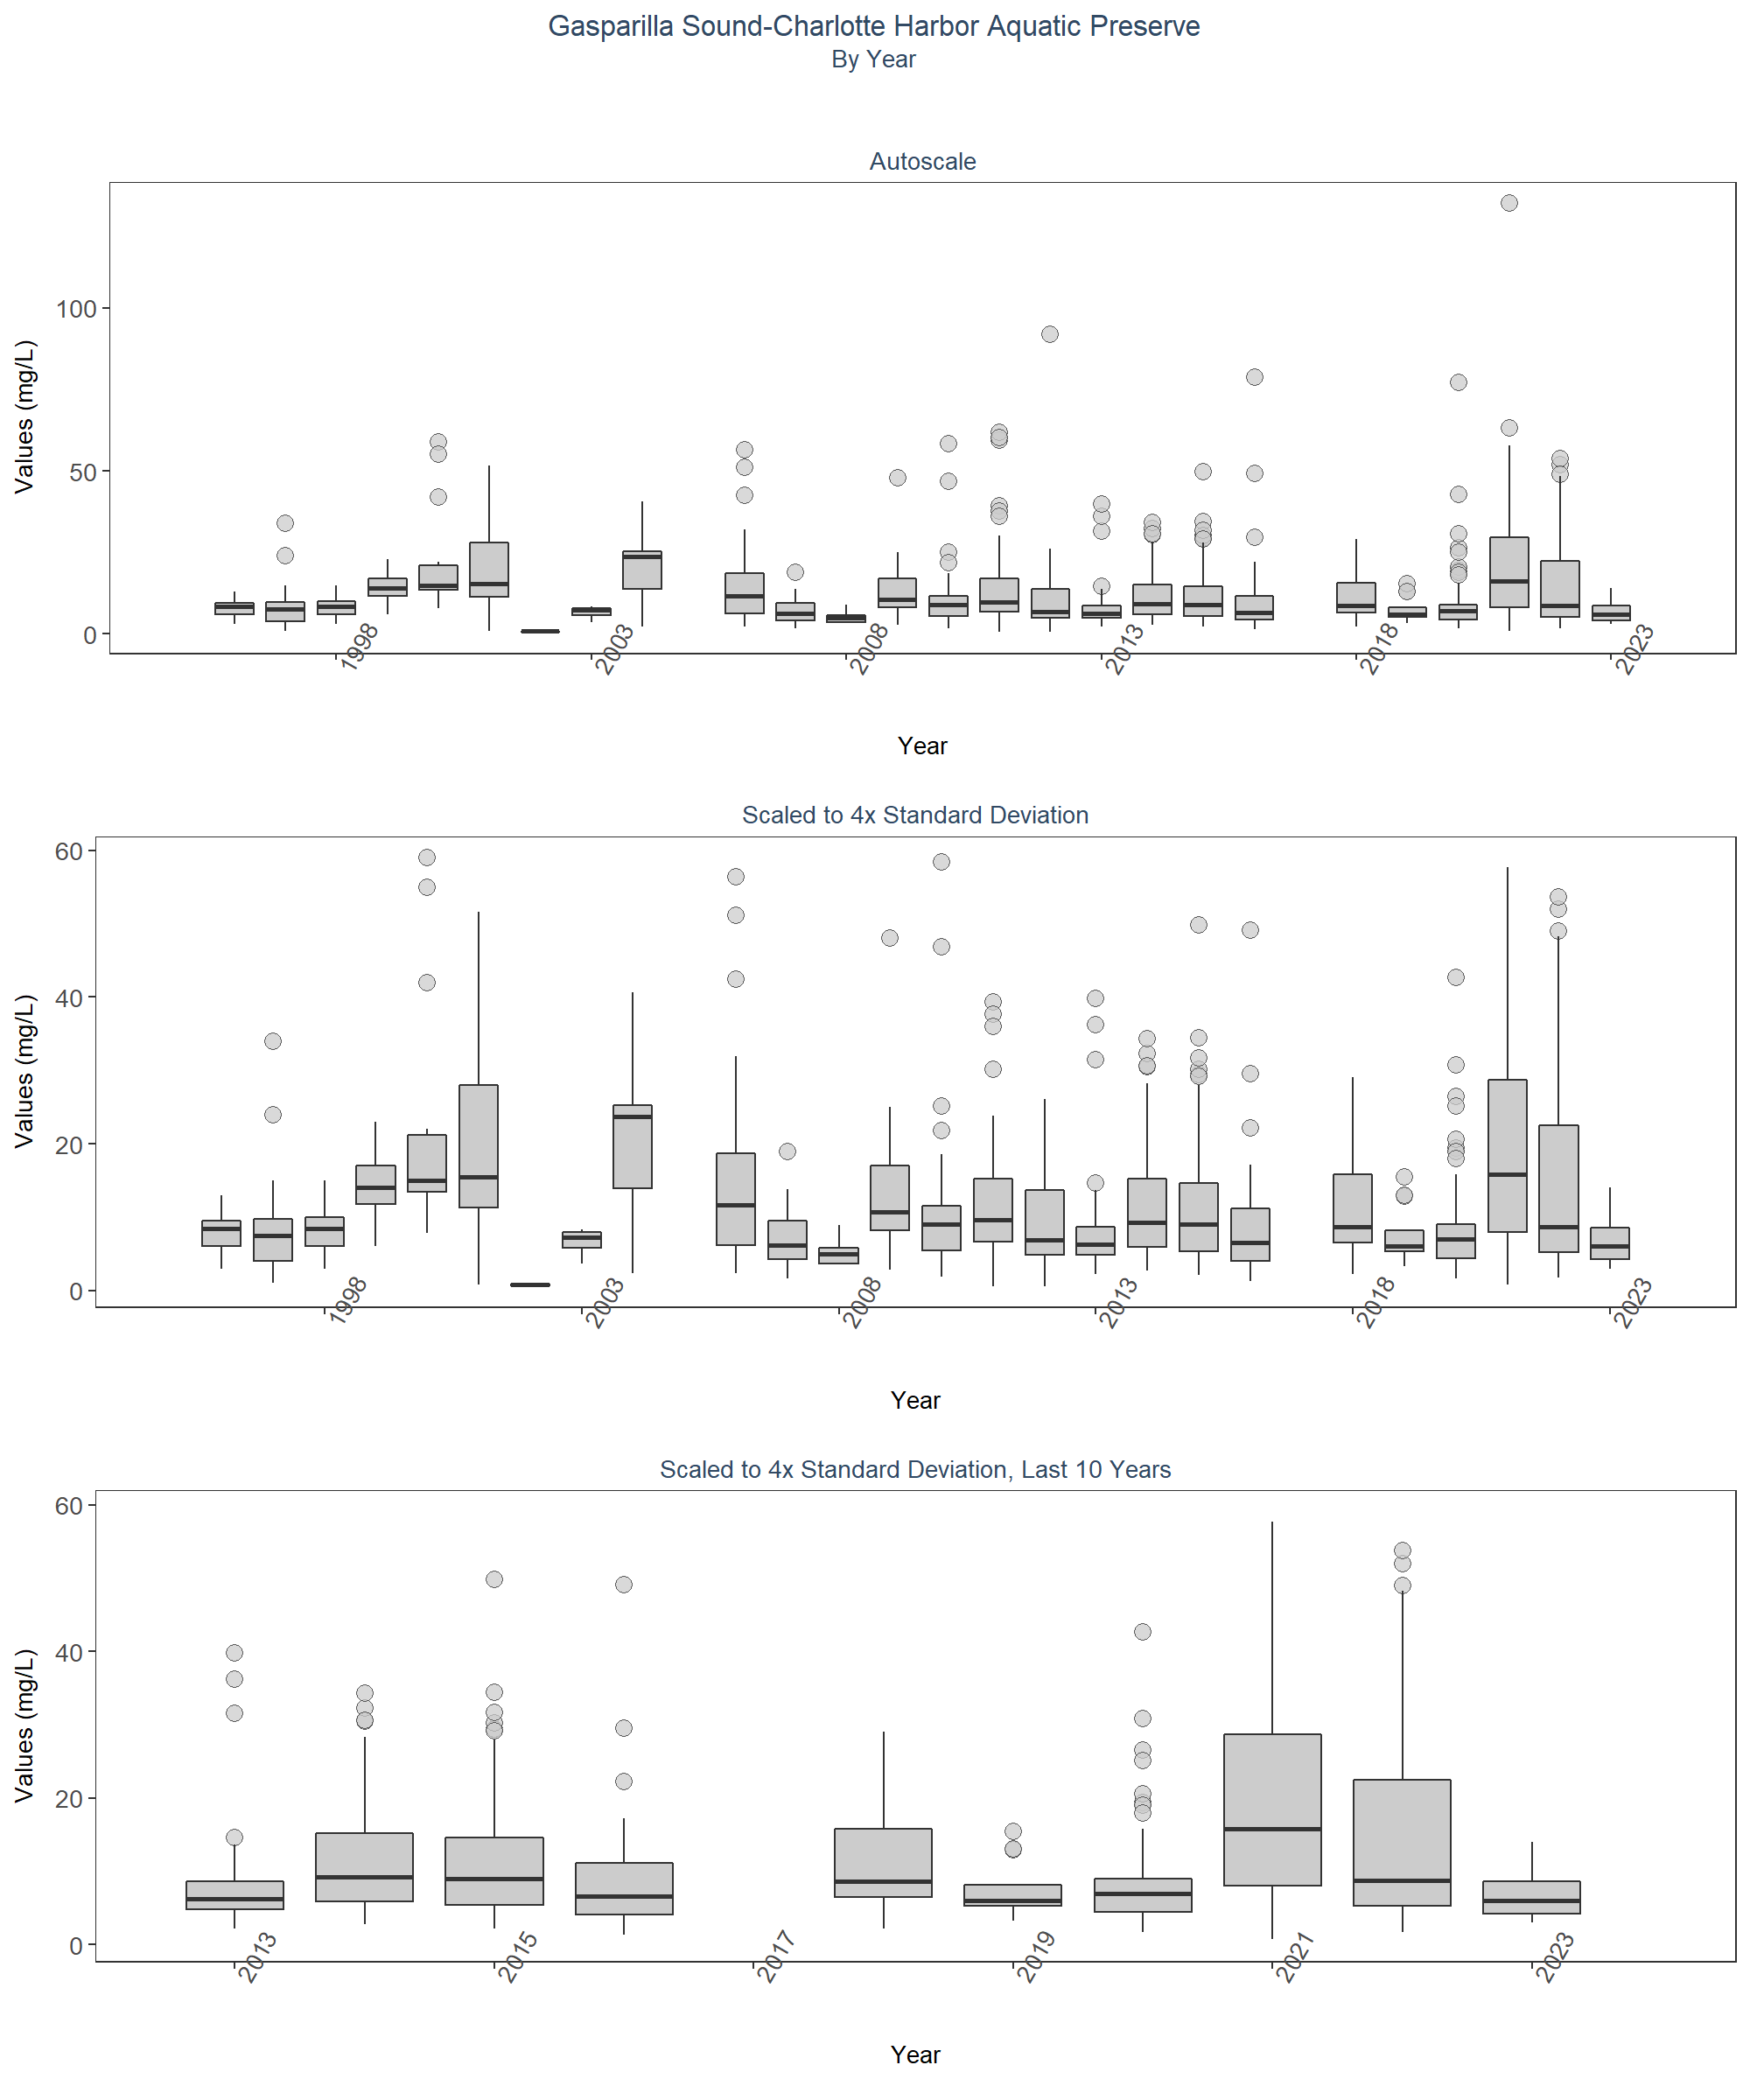 Gasparilla Sound-Charlotte Harbor Aquatic Preserve
By Year
Autoscale
Values (mg/L)
100
50
0
1998
2003
2008
2013
2018
2023
Year
Scaled to 4x Standard Deviation
Values (mg/L)
60
40
20
0
1998
2003
2008
2013
2018
2023
Year
Scaled to 4x Standard Deviation, Last 10 Years
Values (mg/L)
60
40
20
0
2013
2015
2017
2019
2021
2023
Year